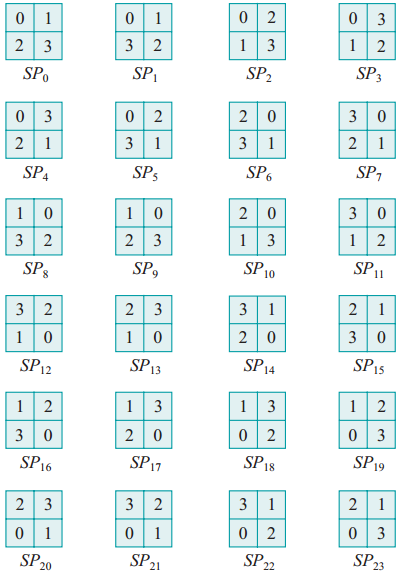 0 1 0 1 0 2 0 3
2 3 3 2 1 3 1 2
SP0 SP1 SP2 SP3
0 3 0 2 2 0 3 0
2 1 3 1 3 1 2 1
SP4 SP5 SP6 SP7
1 0 1 0 2 0 3 0
3 2 2 3 1 3 1 2
SP8 SP9 SP10 SP11
3 2 2 3 3 1 2 1
1 0 1 0 2 0 3 0
SP12 SP13 SP14 SP15
1 2 1 3 1 3 1 2
3 0 2 0 0 2 0 3
SP16 SP17 SP18 SP19
2 3 3 2 3 1 2 1
0 1 0 1 0 2 0 3
SP20 SP21 SP22 SP23